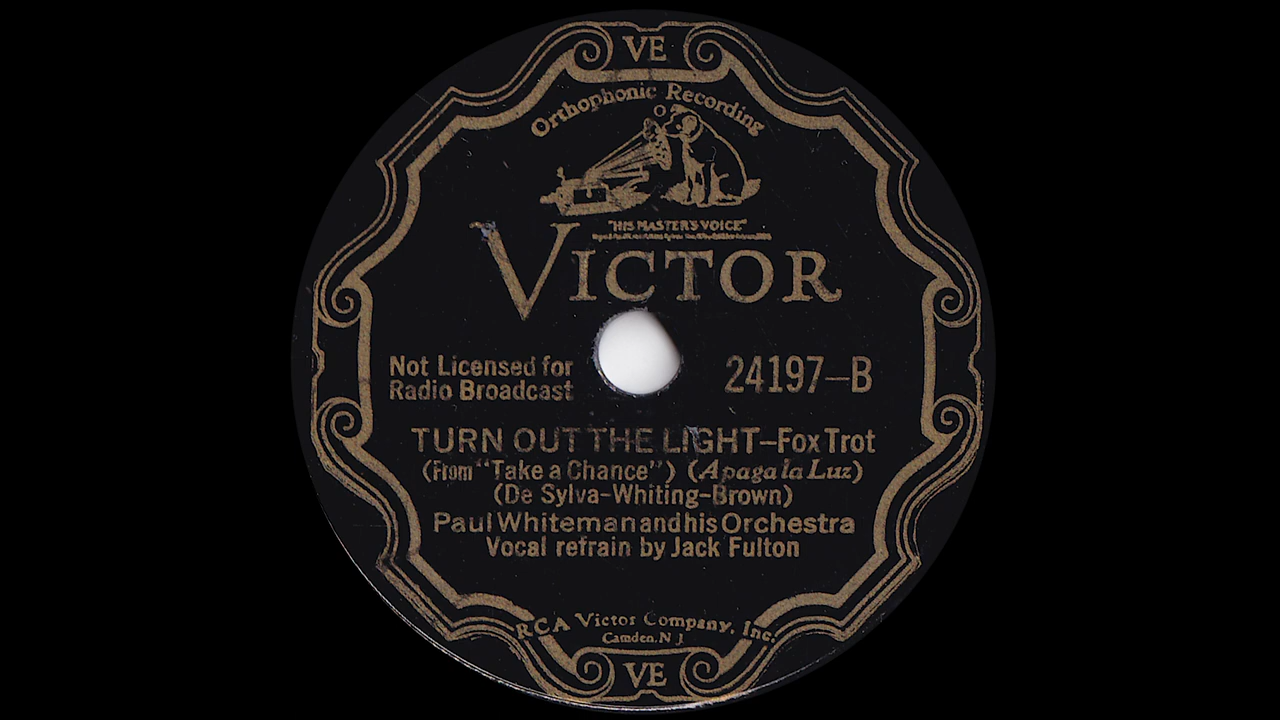 VE
Orthophonic Recording
"HIS MASTER'S VOICE"
VICTOR
Not Licensed for
Radio Broadcast
24197-B
TURN OUT THE LIGHT-Fox Trot
(From "Take a Chance") (Apaga la Luz)
(De Sylva-Whiting-Brown)
Paul Whiteman and his Orchestra
Vocal refrain by Jack Fulton
RCA Victor Company, Inc.
Camden, N J
VE